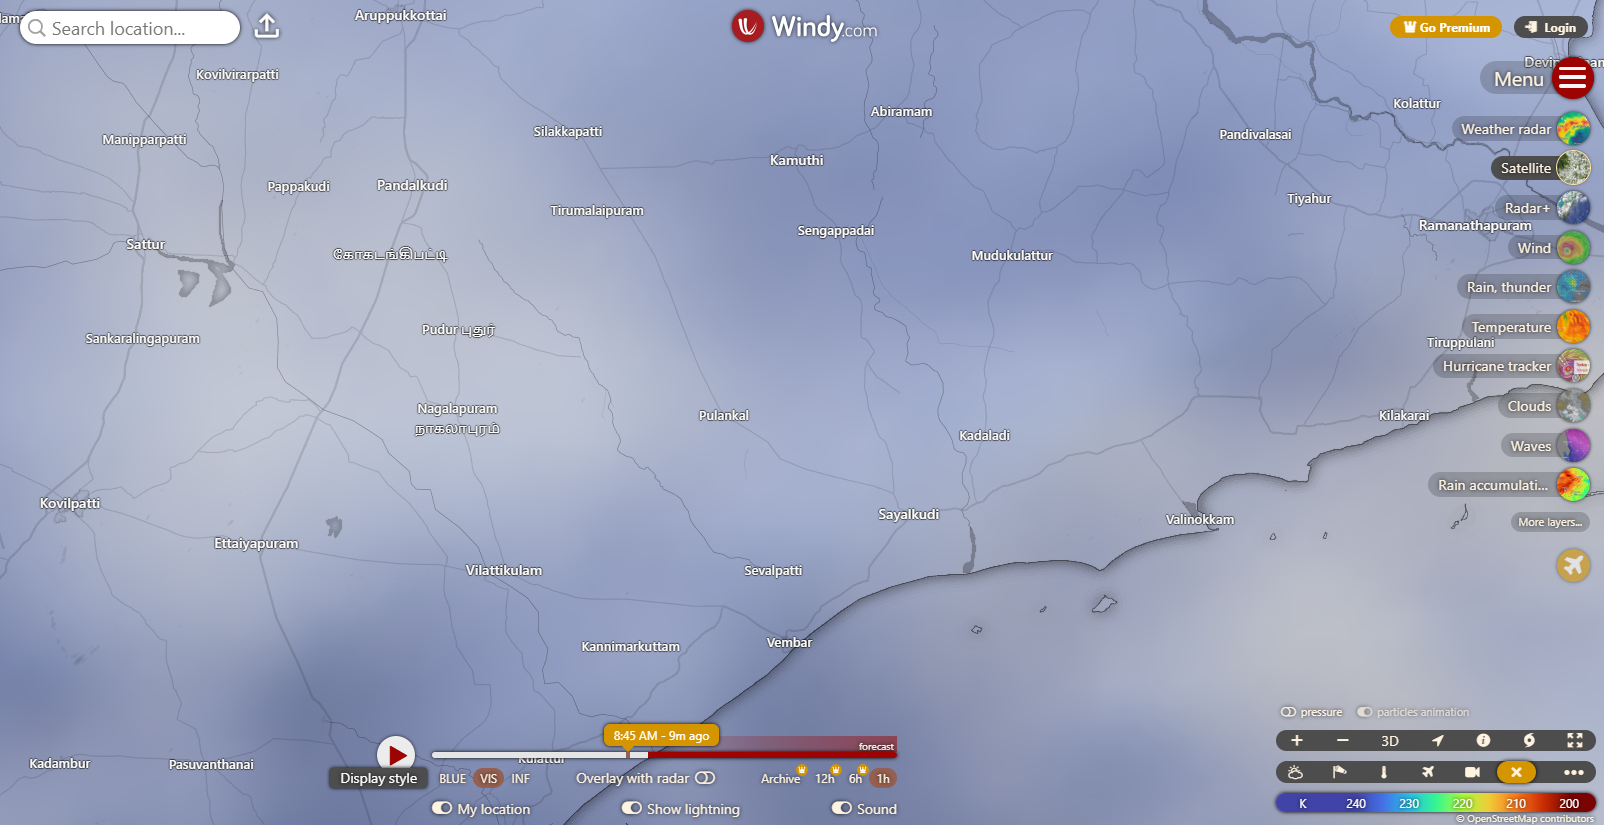 Aruppukkottai
Search location...
Windy.com
Go Premium
Login
Kovilvirarpatti
Menu
Kolattur
Abiramam
Weather radar
Silakkapatti
Pandivalasai
Manipparpatti
Kamuthi
Satellite
Pappakudi
Pandalkudi
Tiyahur
Radar+
Tirumalaipuram
Ramanathapuram
Sengappadai
Sattur
Wind
கோகடங்கிபட்டி
Mudukulattur
Rain, thunder
Pudur புதுர்
Temperature
Sankaralingapuram
Tiruppulani
Hurricane tracker
Nagalapuram
நாகலாபுரம்
Clouds
Pulankal
Kilakarai
Kadaladi
Waves
Rain accumulati...
Kovilpatti
Sayalkudi
Valinokkam
More layers...
Ettaiyapuram
Vilattikulam
Sevalpatti
Kannimarkuttam
Vembar
pressure
particles animation
8:45 AM - 9m ago
forecast
3D
Kadambur
Pasuvanthanai
Kulattur
Display style
BLUE
VIS
INF
Overlay with radar
Archive
12h
6h
1h
My location
Show lightning
Sound
K 240 230 220 210 200
© OpenStreetMap contributors